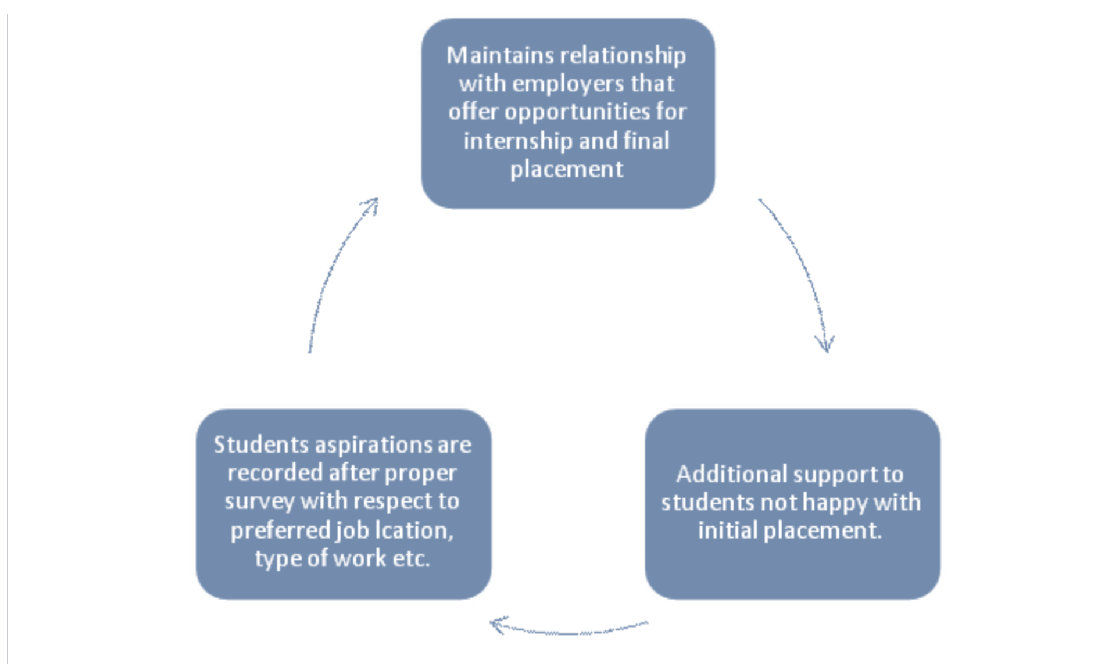 Maintains relationship
with employers that
offer opportunities for
internship and final
placement
Additional support to
students not happy with
initial placement.
Students aspirations are
recorded after proper
survey with respect to
preferred job lcation,
type of work etc.